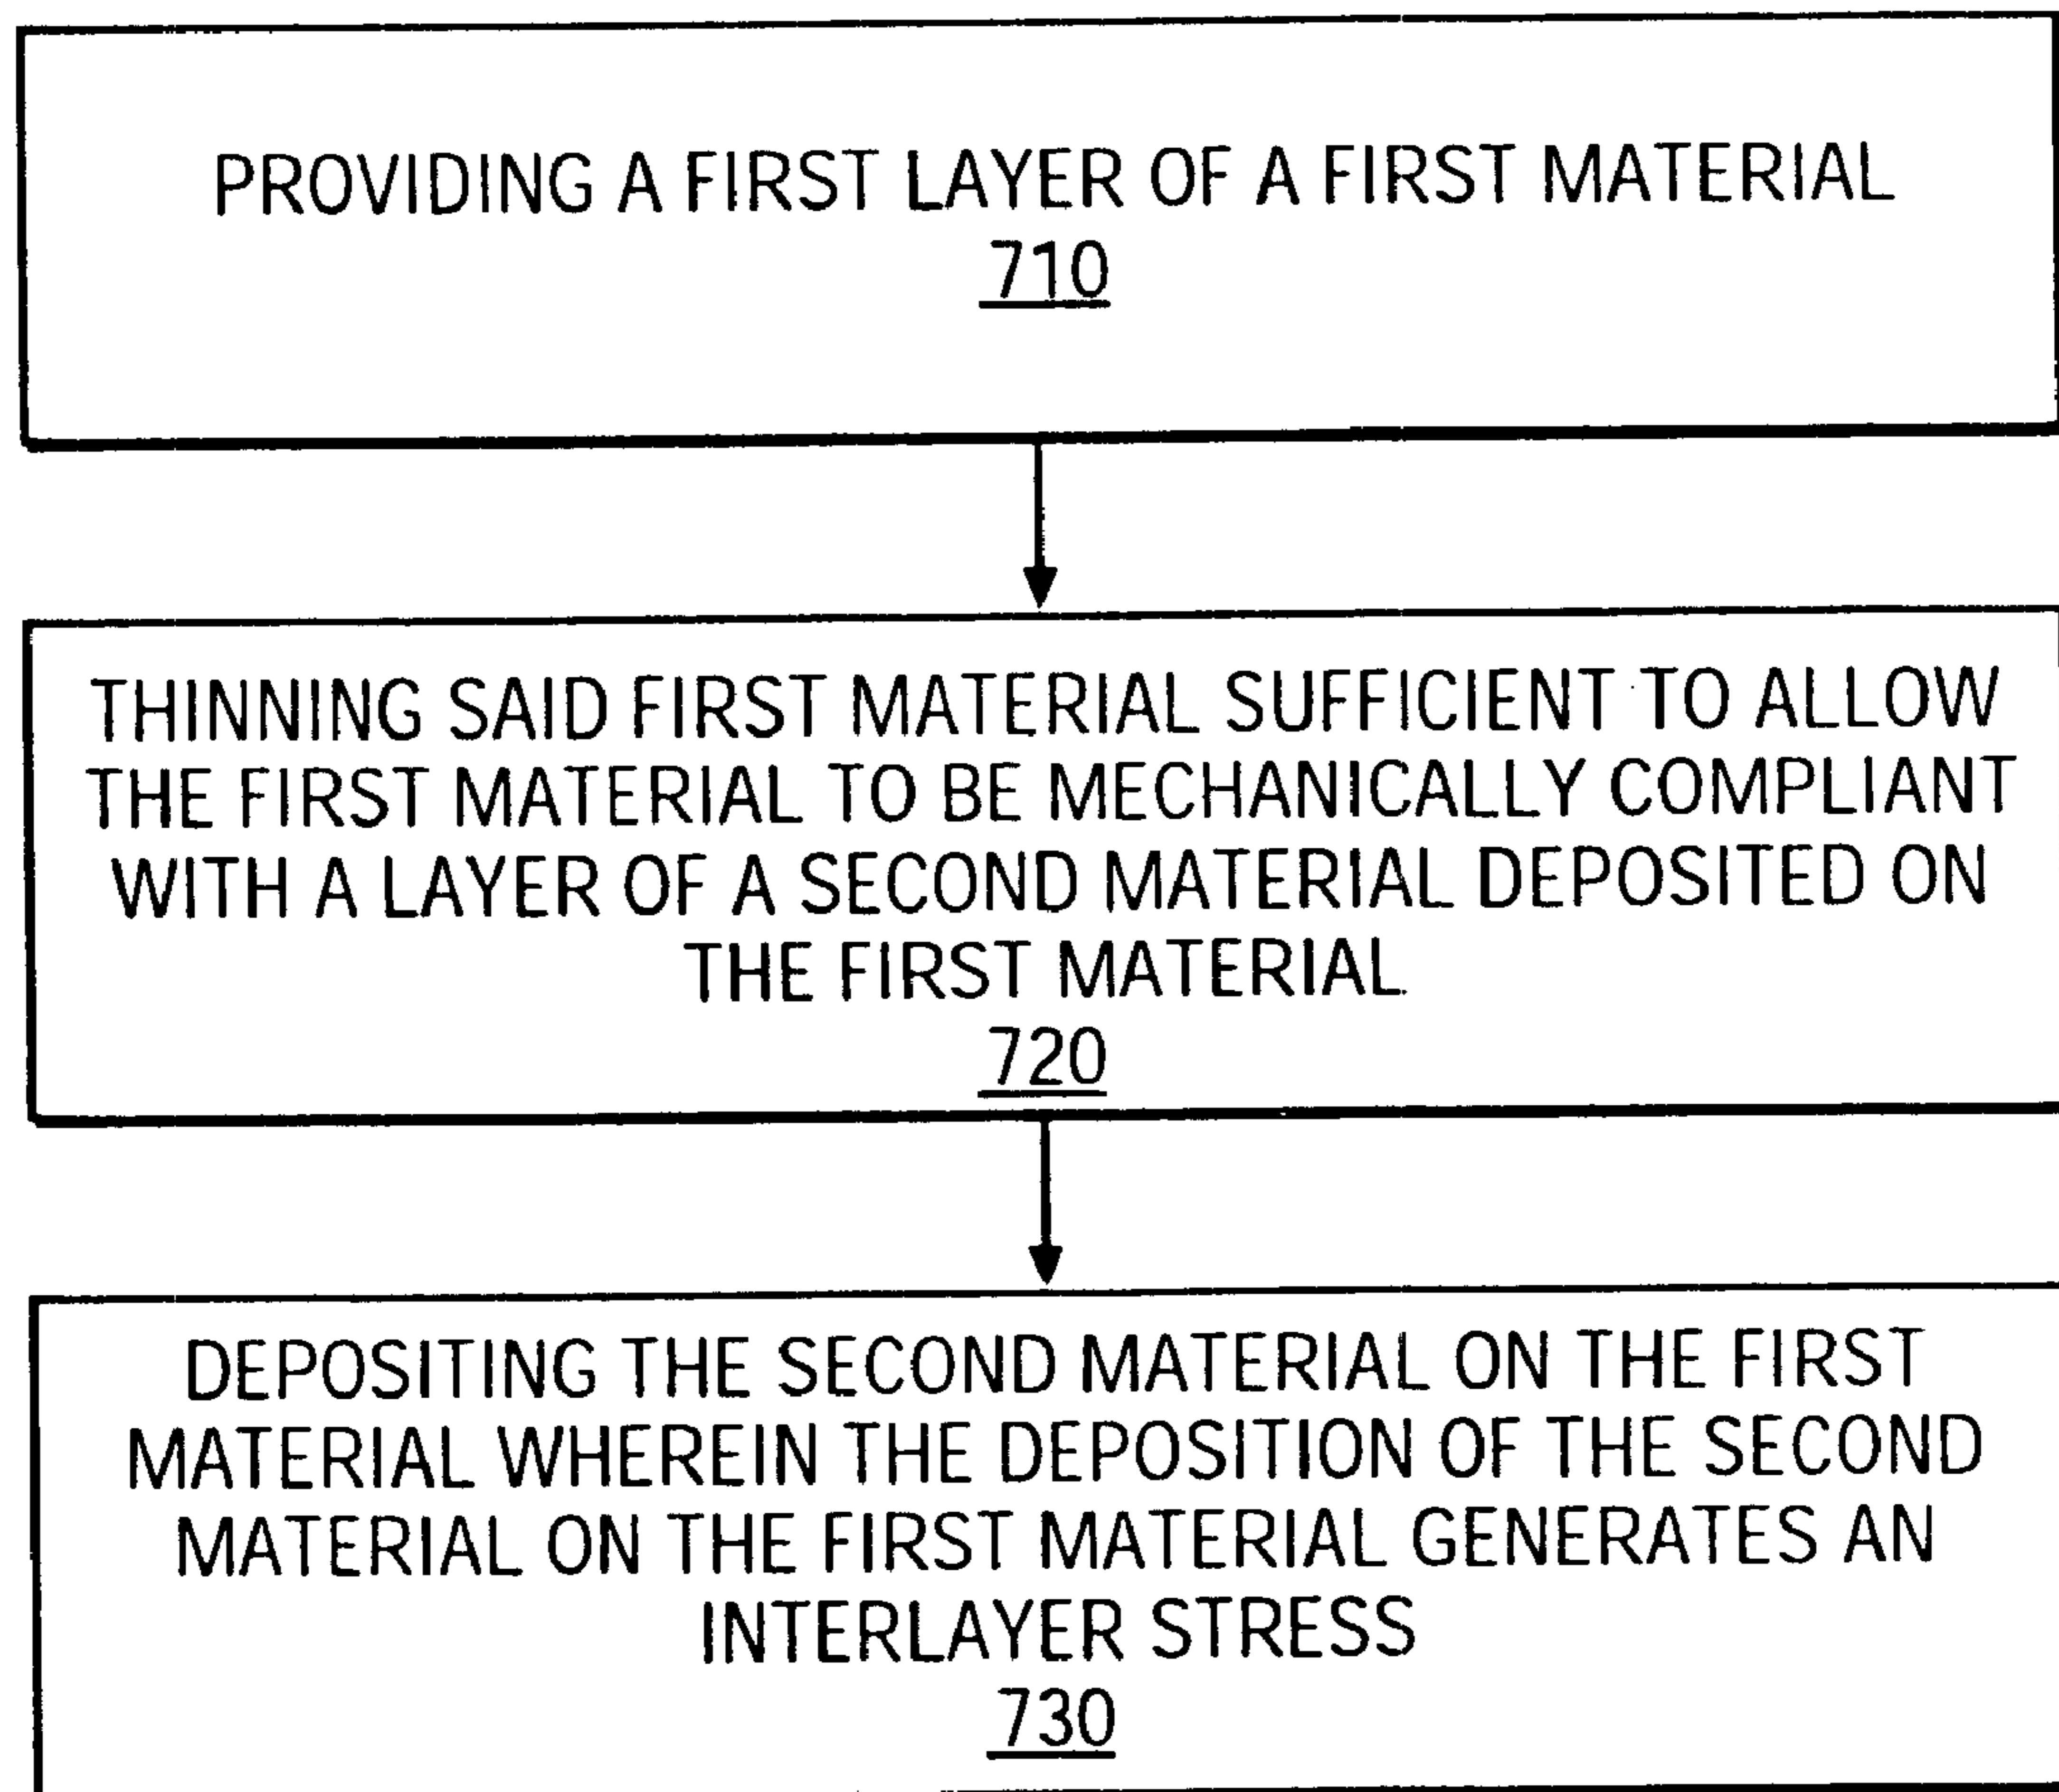 PROVIDING A FIRST LAYER OF A FIRST MATERIAL
710
THINNING SAID FIRST MATERIAL SUFFICIENT TO ALLOW
THE FIRST MATERIAL TO BE MECHANICALLY COMPLIANT
WITH A LAYER OF A SECOND MATERIAL DEPOSITED ON
THE FIRST MATERIAL
720
DEPOSITING THE SECOND MATERIAL ON THE FIRST
MATERIAL WHEREIN THE DEPOSITION OF THE SECOND
MATERIAL ON THE FIRST MATERIAL GENERATES AN
INTERLAYER STRESS
730